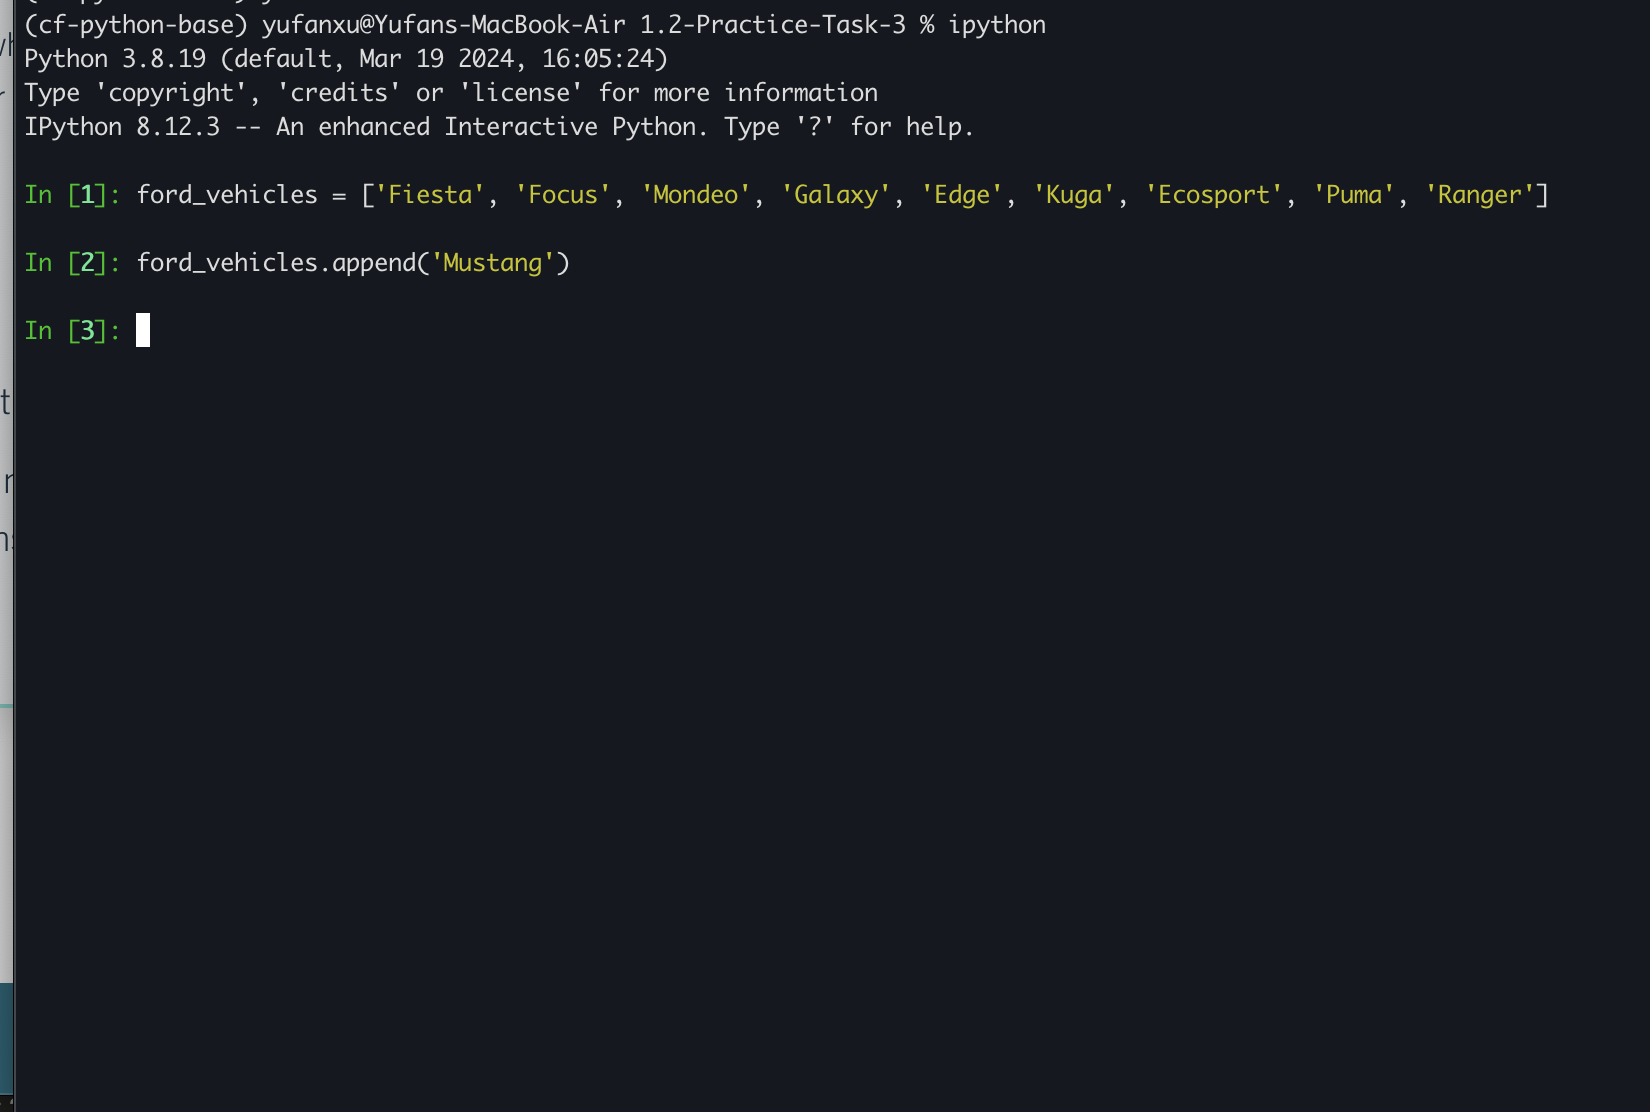 (cf-python-base) yufanxu@Yufans-MacBook-Air 1.2-Practice-Task-3 % ipython
Python 3.8.19 (default, Mar 19 2024, 16:05:24)
Type 'copyright', 'credits' or 'license' for more information
IPython 8.12.3 -- An enhanced Interactive Python. Type '?' for help.
In [1]: ford_vehicles = ['Fiesta', 'Focus', 'Mondeo', 'Galaxy', 'Edge', 'Kuga', 'Ecosport', 'Puma', 'Ranger']
In [2]: ford_vehicles.append('Mustang')
In [3]: